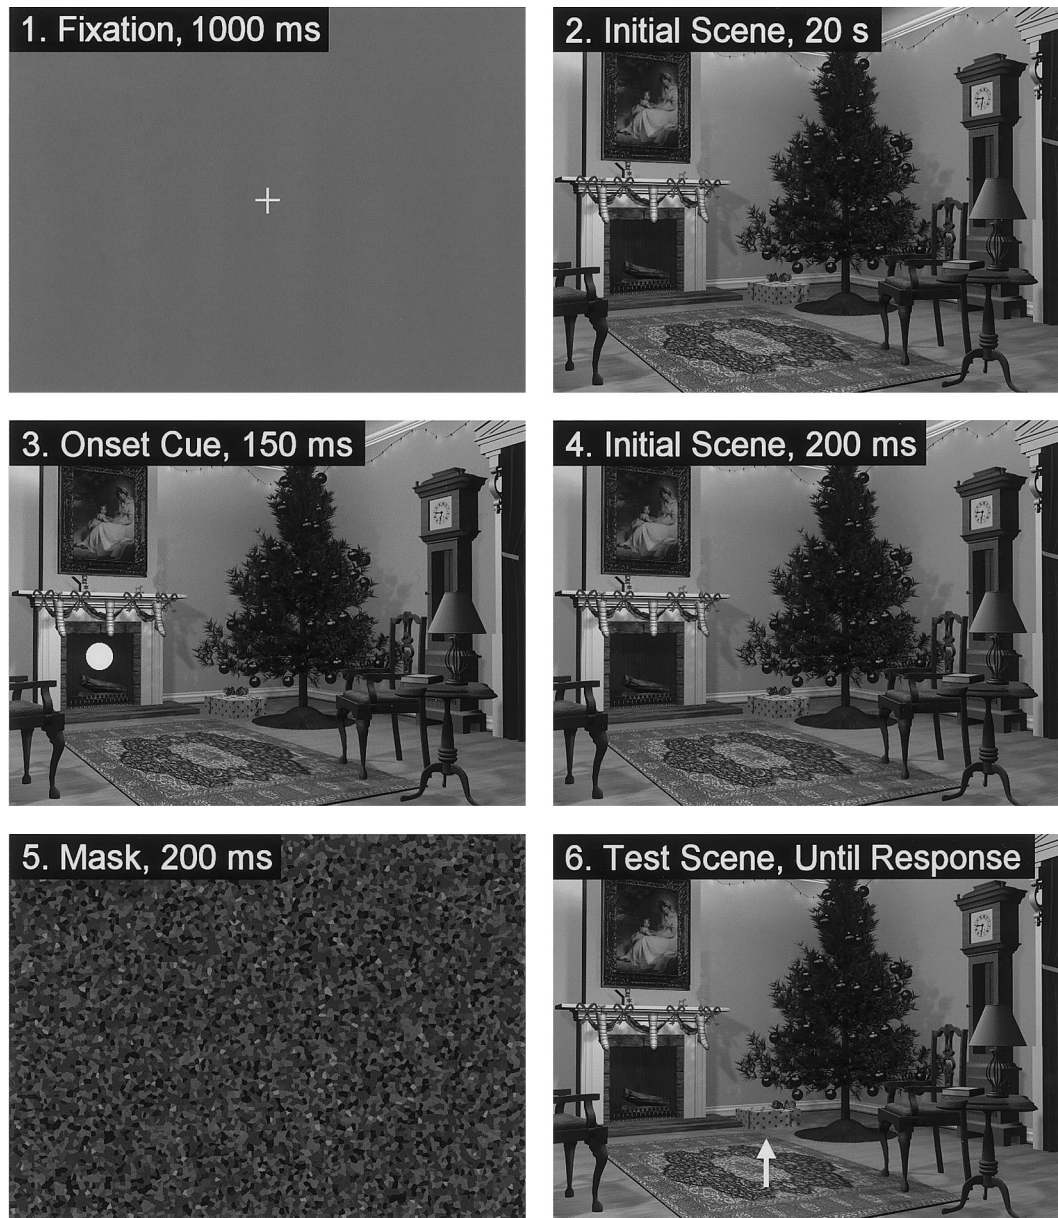 1. Fixation, 1000 ms
2. Initial Scene, 20 s
3. Onset Cue, 150 ms
4. Initial Scene, 200 ms
5. Mask, 200 ms
6. Test Scene, Until Response